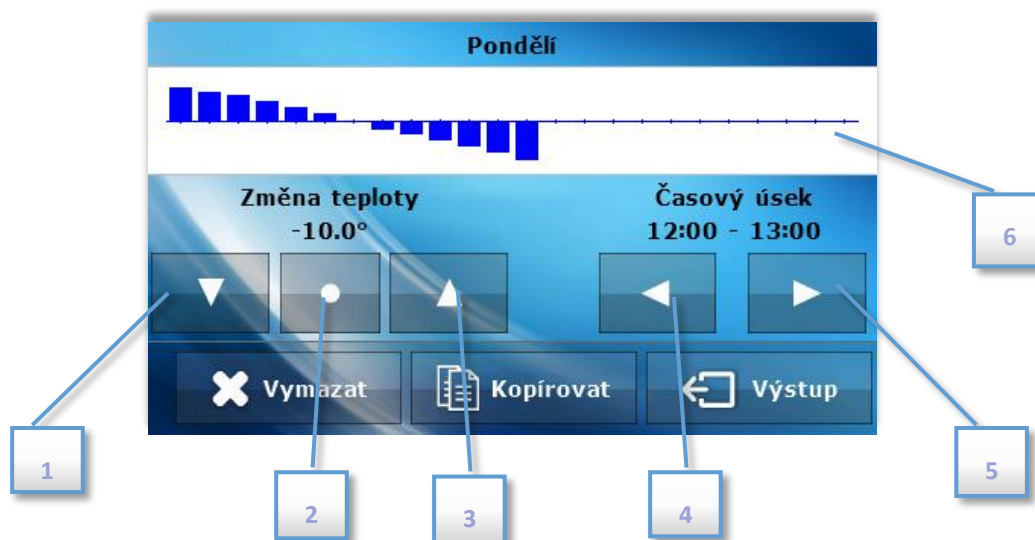 Pondělí
Změna teploty
-10.0°
Časový úsek
12:00 - 13:00
Vymazat
Kopírovat
Výstup
1
2
3
4
5
6